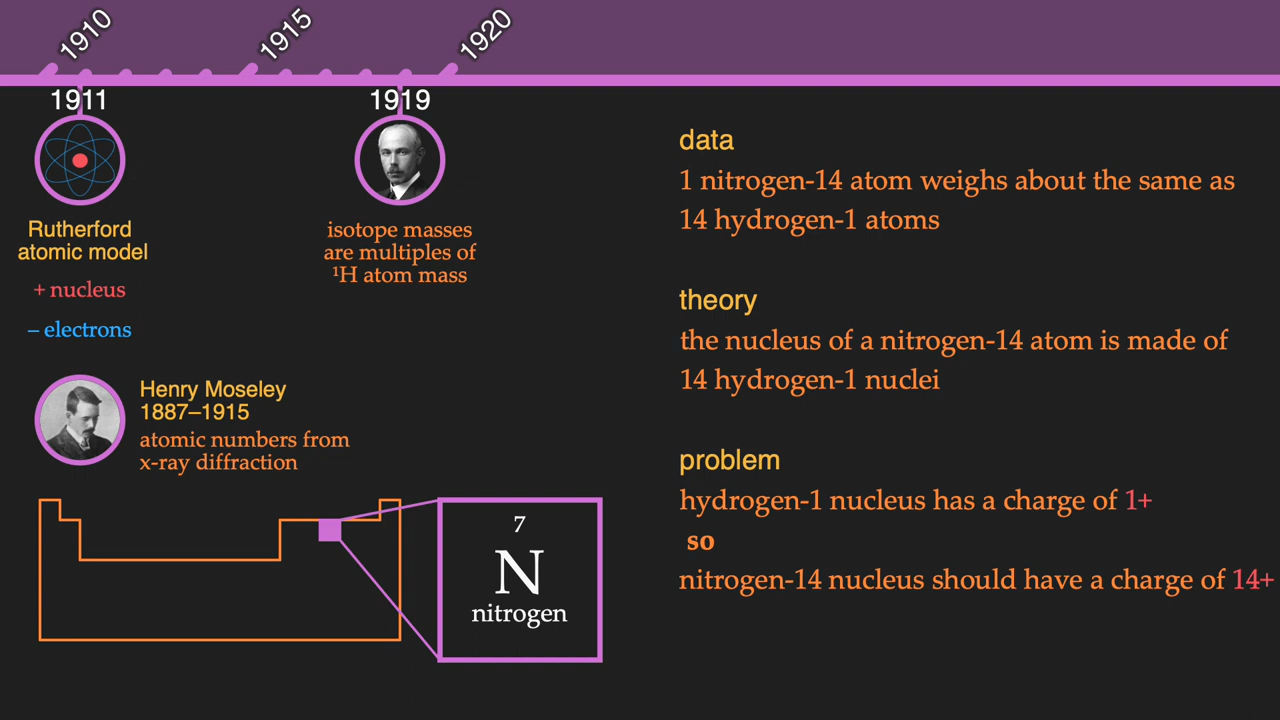 1910
1915
1920
1911
Rutherford
atomic model
+ nucleus
– electrons
1919
isotope masses
are multiples of
¹H atom mass
Henry Moseley
1887–1915
atomic numbers from
x-ray diffraction
7
N
nitrogen
data
1 nitrogen-14 atom weighs about the same as
14 hydrogen-1 atoms
theory
the nucleus of a nitrogen-14 atom is made of
14 hydrogen-1 nuclei
problem
hydrogen-1 nucleus has a charge of 1+
so
nitrogen-14 nucleus should have a charge of 14+